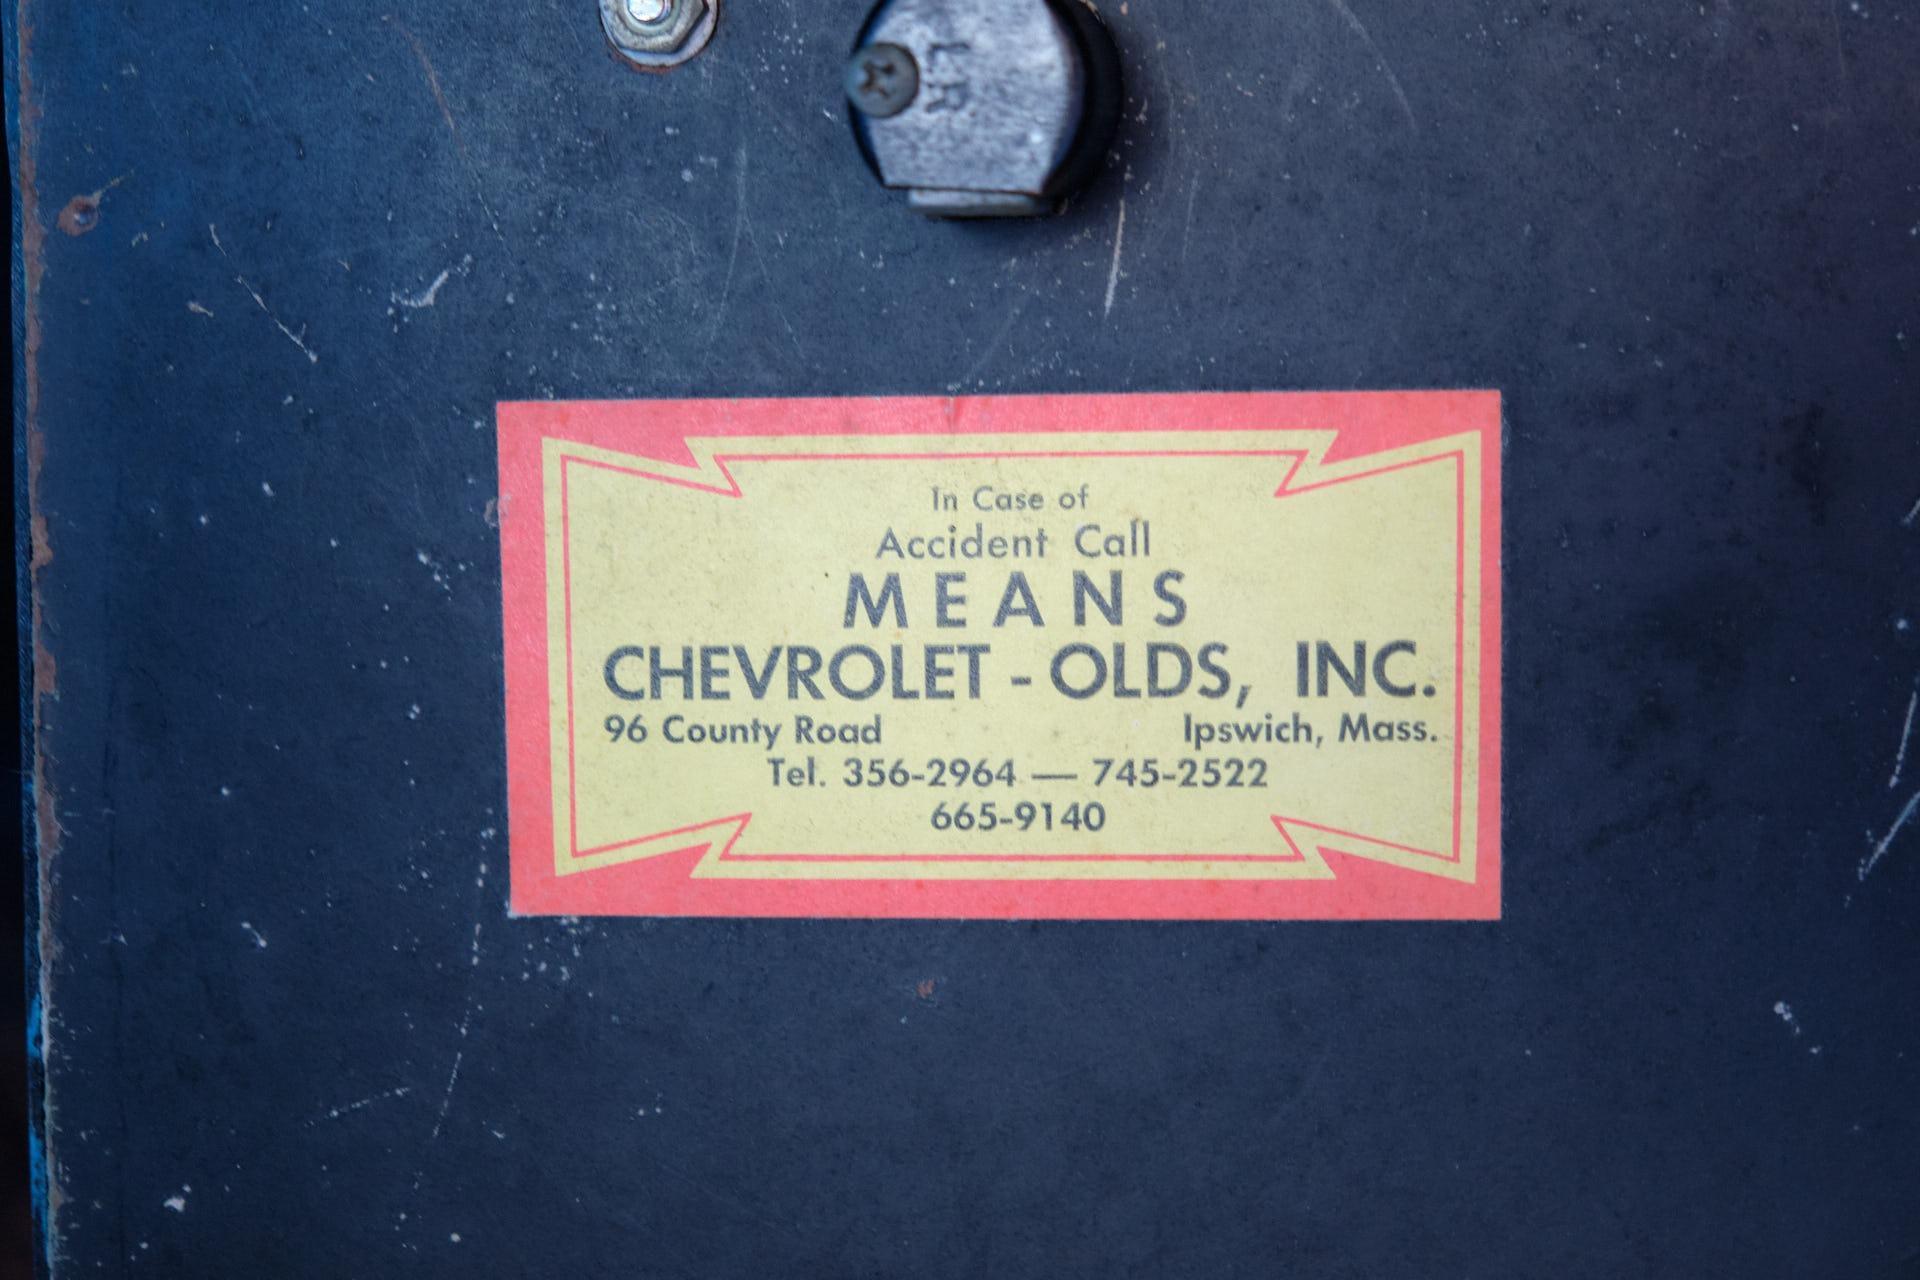 LR
In Case of
Accident Call
MEANS
CHEVROLET - OLDS, INC.
96 County Road Ipswich, Mass.
Tel. 356-2964 — 745-2522
665-9140